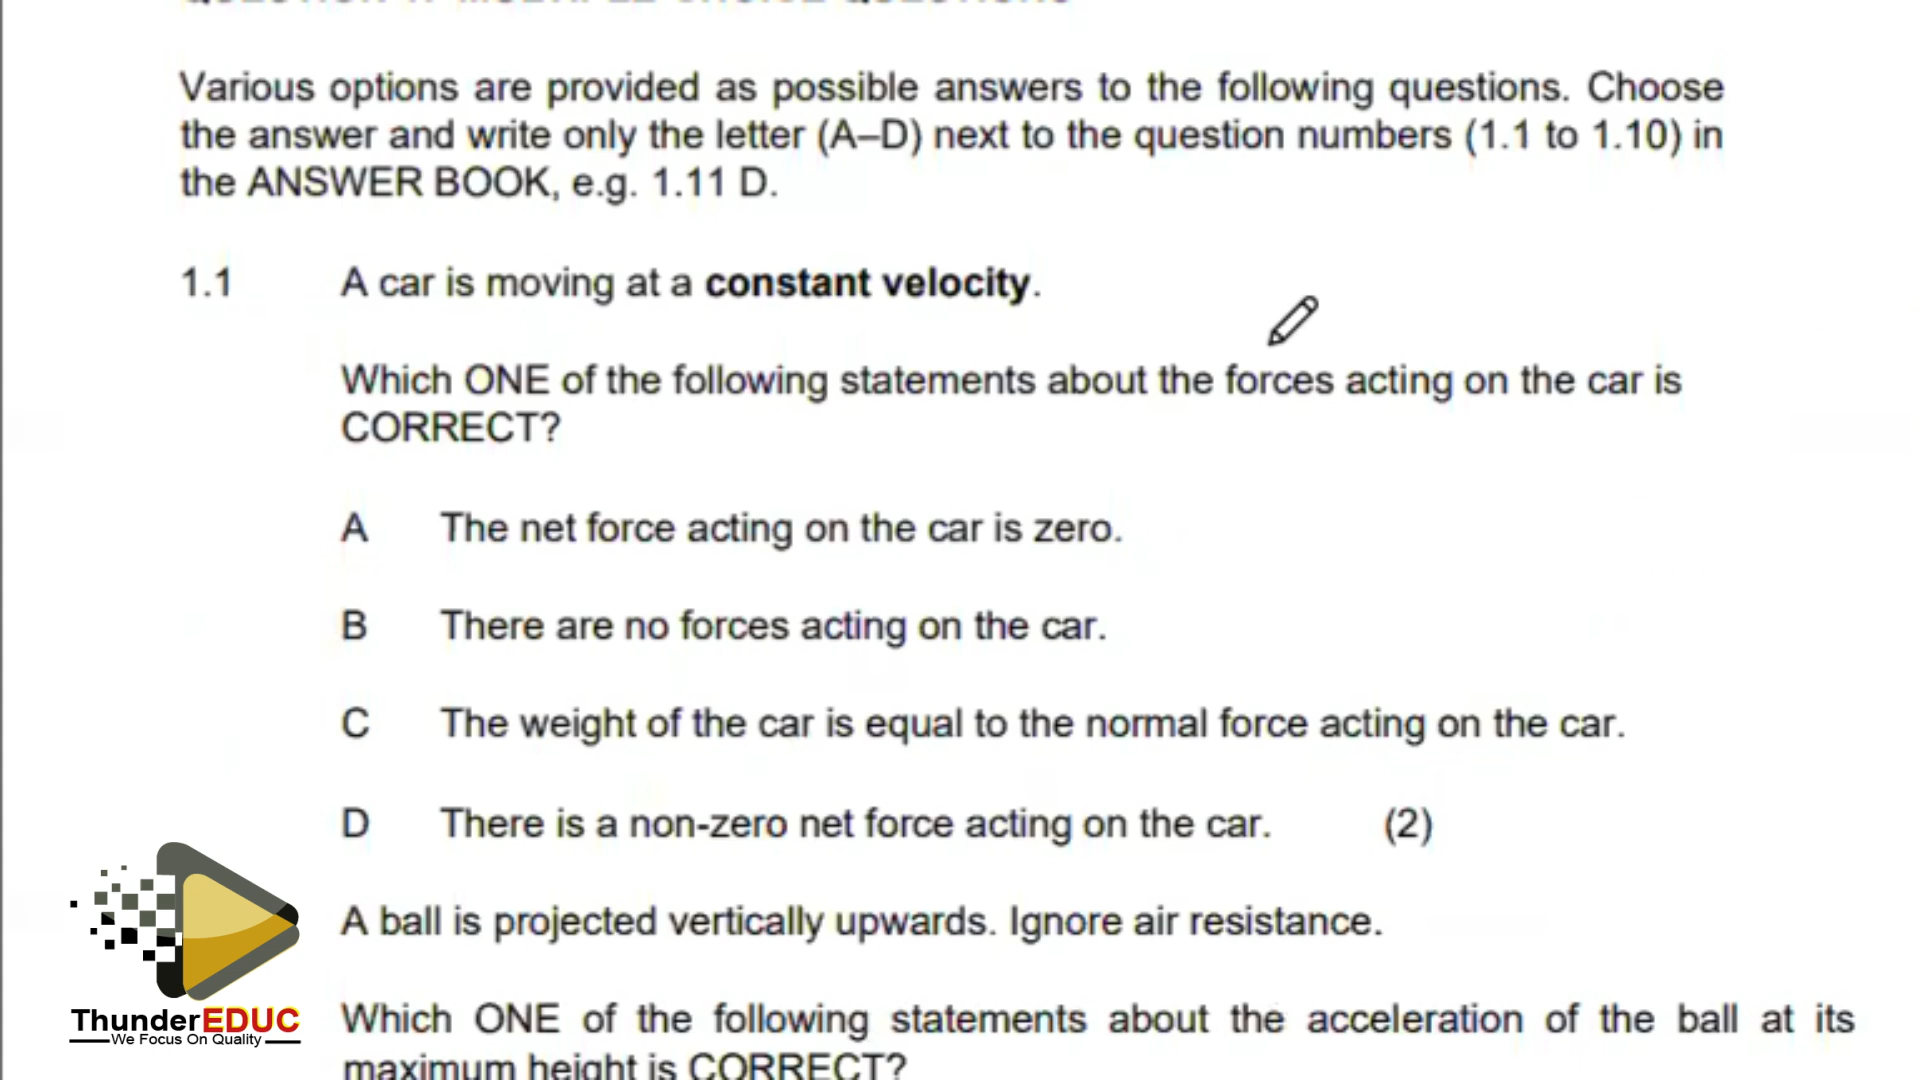 Various options are provided as possible answers to the following questions. Choose
the answer and write only the letter (A–D) next to the question numbers (1.1 to 1.10) in
the ANSWER BOOK, e.g. 1.11 D.
1.1 A car is moving at a constant velocity.
Which ONE of the following statements about the forces acting on the car is
CORRECT?
A The net force acting on the car is zero.
B There are no forces acting on the car.
C The weight of the car is equal to the normal force acting on the car.
D There is a non-zero net force acting on the car. (2)
A ball is projected vertically upwards. Ignore air resistance.
Which ONE of the following statements about the acceleration of the ball at its
maximum height is CORRECT?
ThunderEDUC
We Focus On Quality